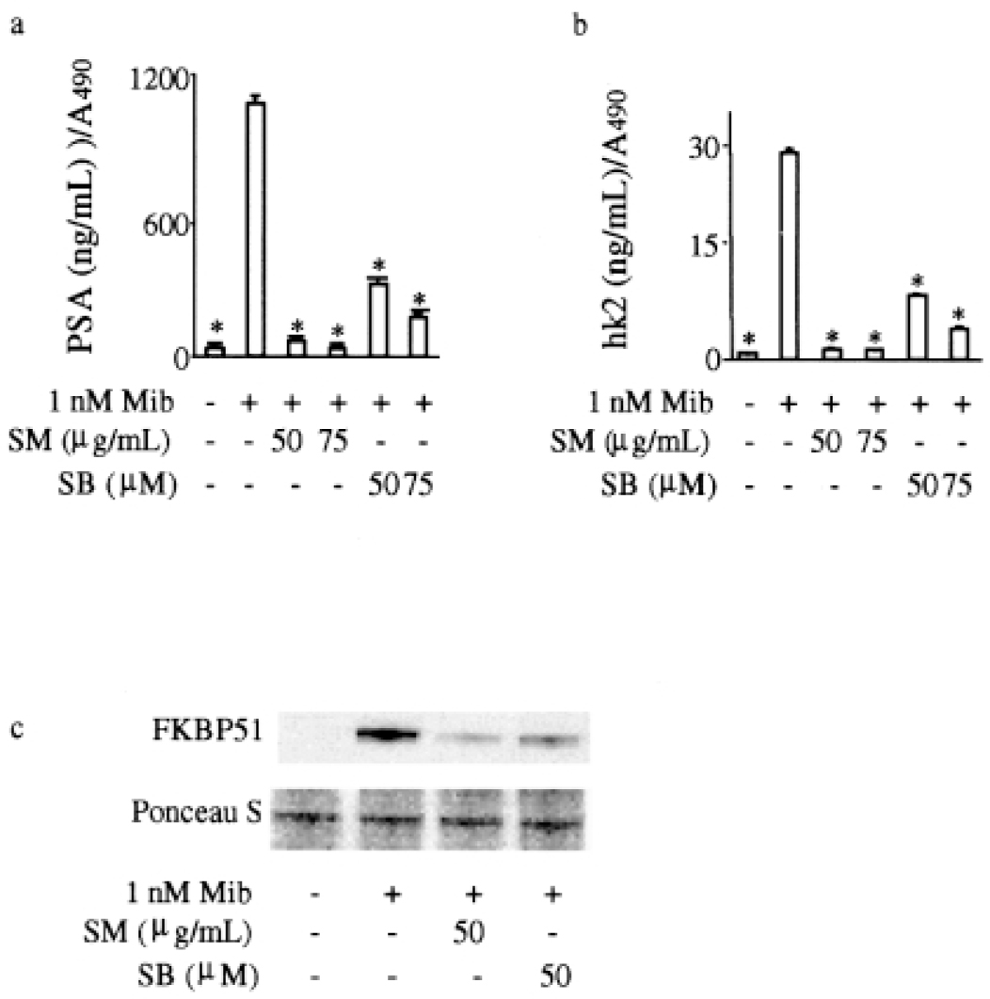 a
PSA (ng/mL) )/A490
1200
600
0
* * * * *
1 nM Mib - + + + + +
SM (μg/mL) - - 50 75 - -
SB (μM) - - - - 50 75
b
hk2 (ng/mL)/A490
30
15
0
* * * * *
1 nM Mib - + + + + +
SM (μg/mL) - - 50 75 - -
SB (μM) - - - - 50 75
c
FKBP51
Ponceau S
1 nM Mib - + + +
SM (μg/mL) - - 50 -
SB (μM) - - - 50